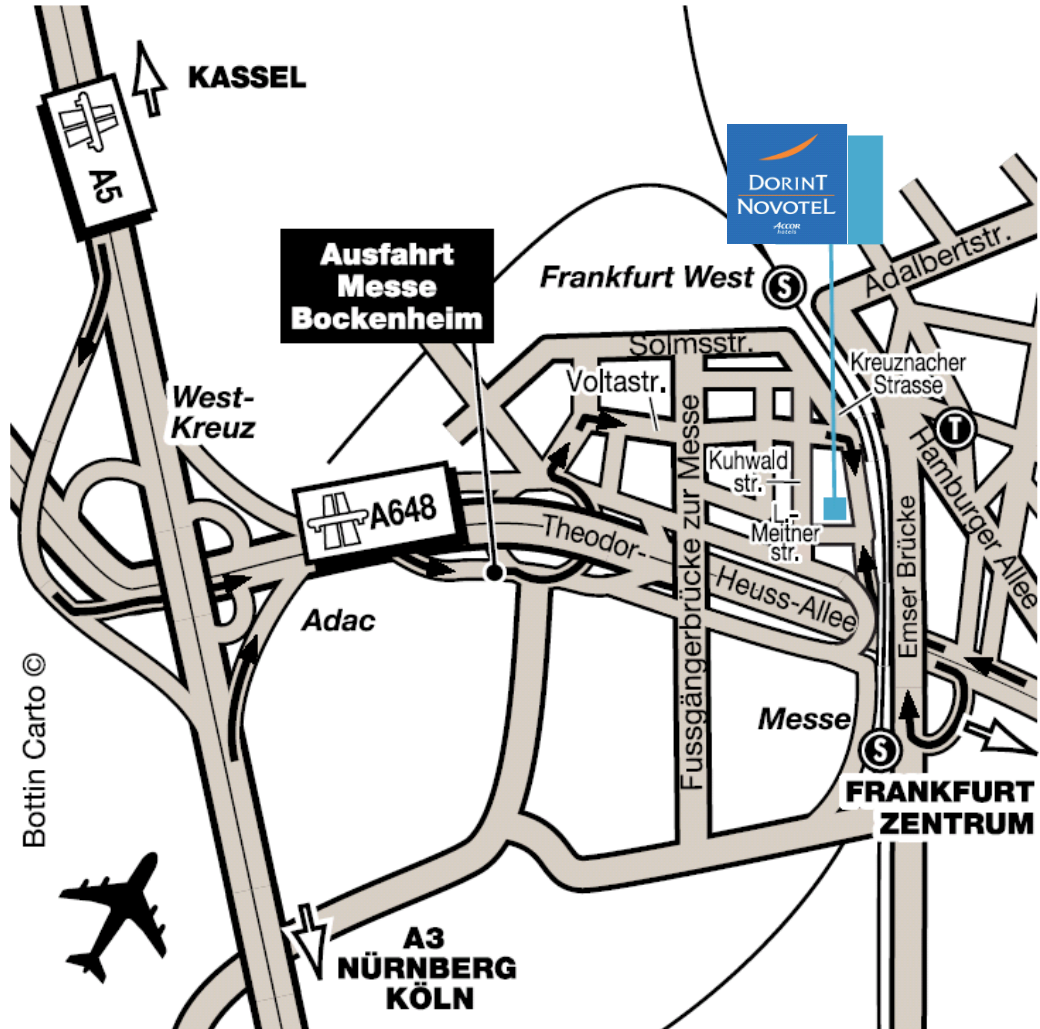 KASSEL
A5
DORINT
NOVOTEL
ACCOR
hotels
Ausfahrt
Messe
Bockenheim
Frankfurt West
S
Adalbertstr.
Solmsstr.
Kreuznacher
Strasse
Voltastr.
West-
Kreuz
T
Hamburger Allee
Fussgängerbrücke zur Messe
Kuhwald
str.
L.-
Meitner
str.
A648
Theodor-
Heuss-Allee
Emser Brücke
Adac
Messe
S
FRANKFURT
ZENTRUM
Bottin Carto ©
A3
NÜRNBERG
KÖLN